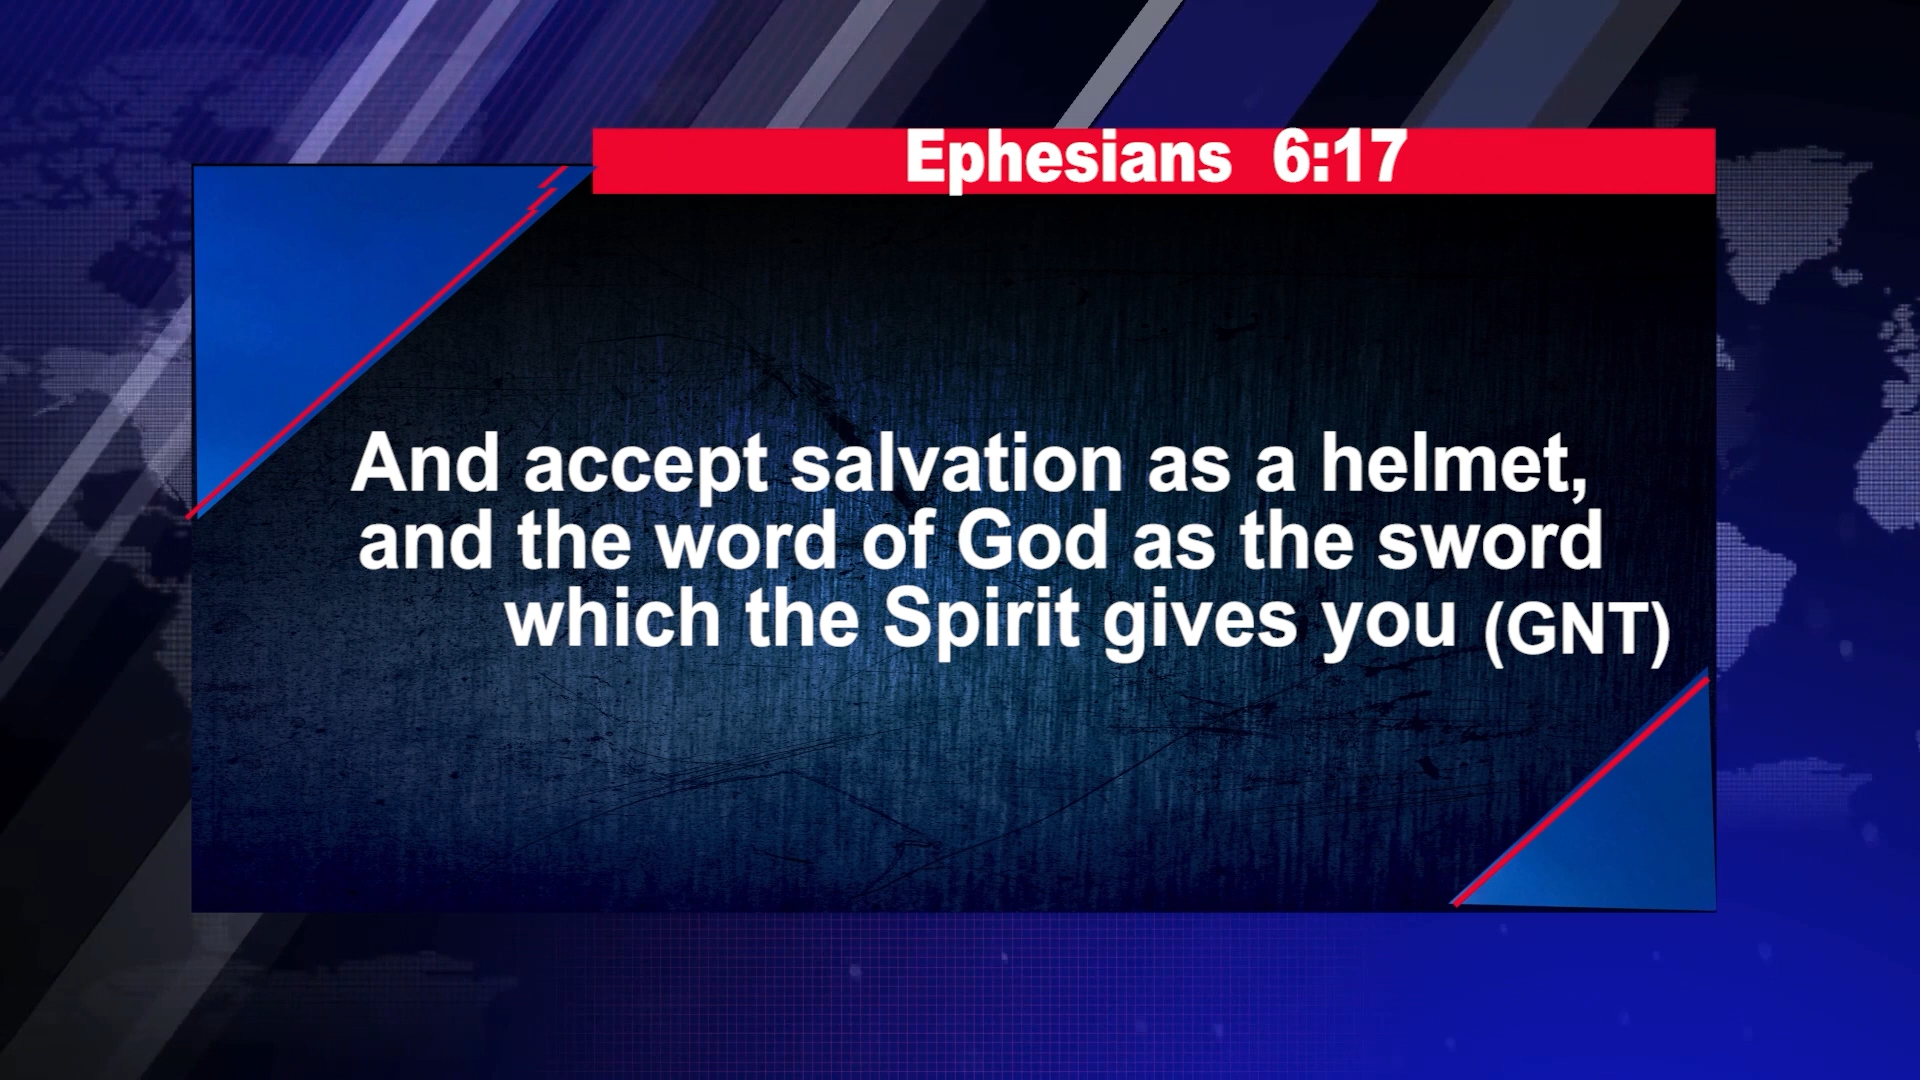 Ephesians 6:17
And accept salvation as a helmet,
and the word of God as the sword
which the Spirit gives you (GNT)